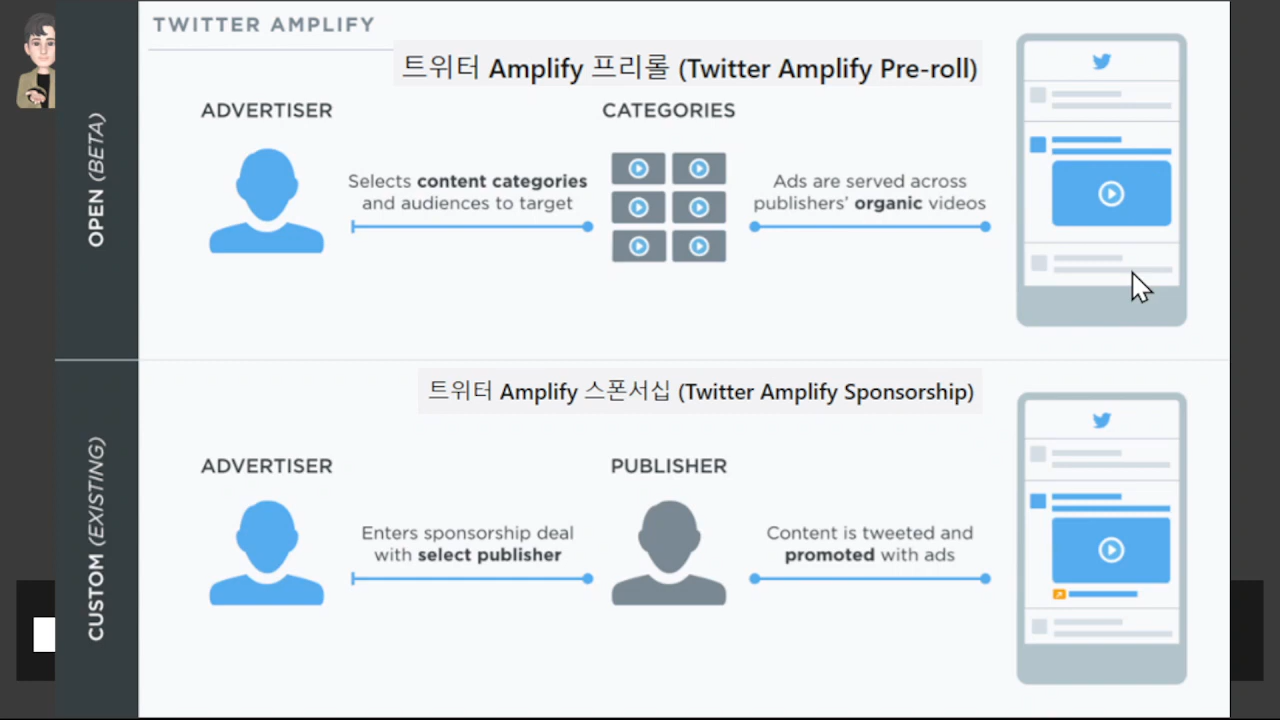 TWITTER AMPLIFY
트위터 Amplify 프리롤 (Twitter Amplify Pre-roll)
OPEN (BETA)
ADVERTISER
Selects content categories
and audiences to target
CATEGORIES
Ads are served across
publishers' organic videos
트위터 Amplify 스폰서십 (Twitter Amplify Sponsorship)
CUSTOM (EXISTING)
ADVERTISER
Enters sponsorship deal
with select publisher
PUBLISHER
Content is tweeted and
promoted with ads